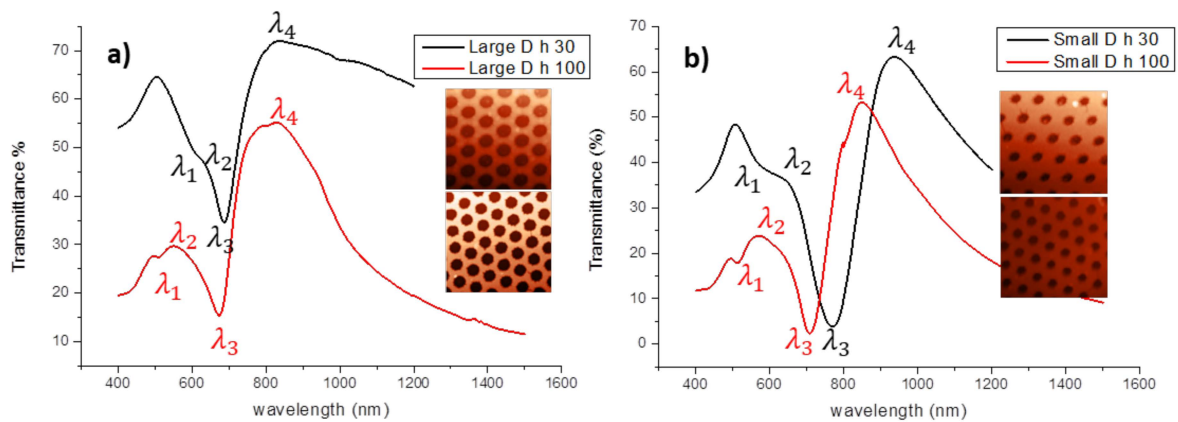 a)
λ4
Large D h 30
Large D h 100
Transmittance %
70
60
50
40
30
20
10
λ1
λ2
λ3
λ4
λ2
λ1
λ3
400
600
800
1000
1200
1400
1600
wavelength (nm)
b)
λ4
Small D h 30
Small D h 100
Transmittance (%)
70
60
50
40
30
20
10
0
λ4
λ1
λ2
λ2
λ1
λ3
λ3
400
600
800
1000
1200
1400
1600
wavelength (nm)